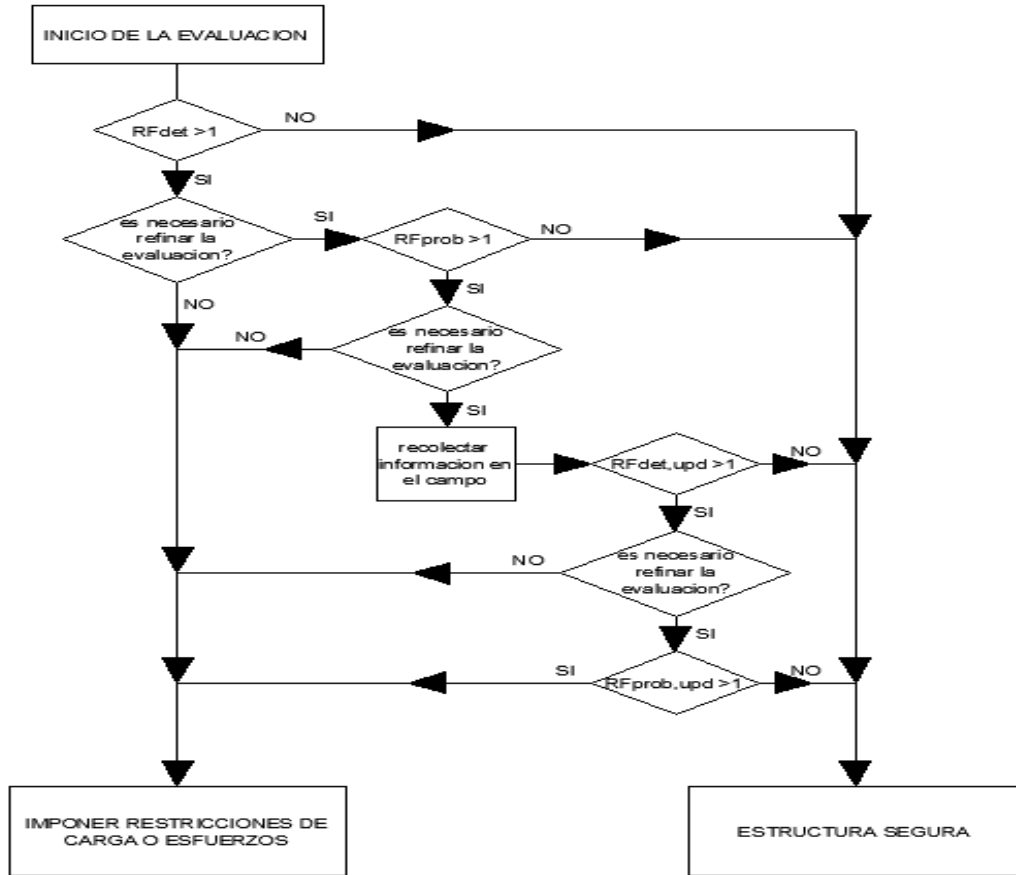 INICIO DE LA EVALUACION
RFdet >1
NO
SI
es necesario
refinar la
evaluacion?
SI
RFprob >1
NO
NO
SI
NO
es necesario
refinar la
evaluacion?
SI
recolectar
informacion en
el campo
RFdet,upd >1
NO
SI
NO
es necesario
refinar la
evaluacion?
SI
SI
RFprob,upd >1
NO
IMPONER RESTRICCIONES DE
CARGA O ESFUERZOS
ESTRUCTURA SEGURA